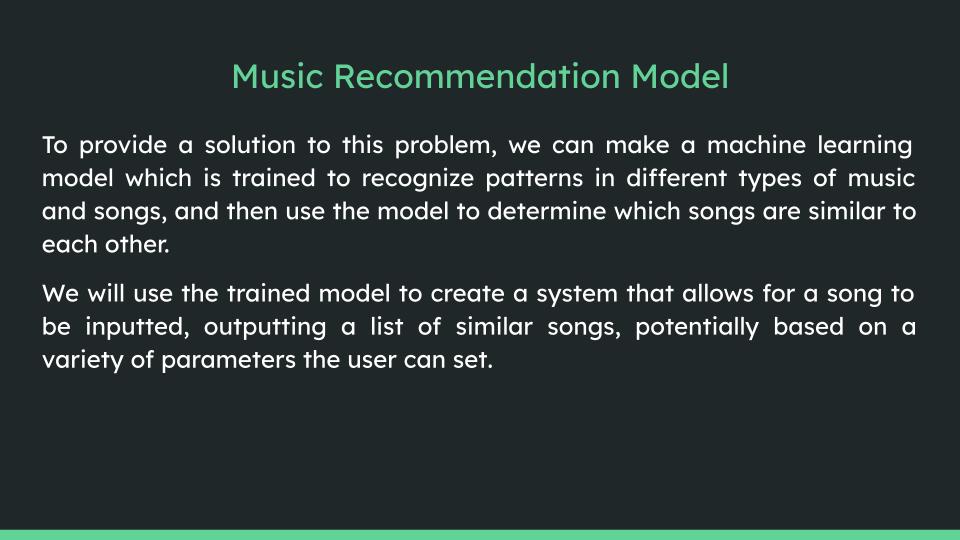 Music Recommendation Model
To provide a solution to this problem, we can make a machine learning
model which is trained to recognize patterns in different types of music
and songs, and then use the model to determine which songs are similar to
each other.
We will use the trained model to create a system that allows for a song to
be inputted, outputting a list of similar songs, potentially based on a
variety of parameters the user can set.